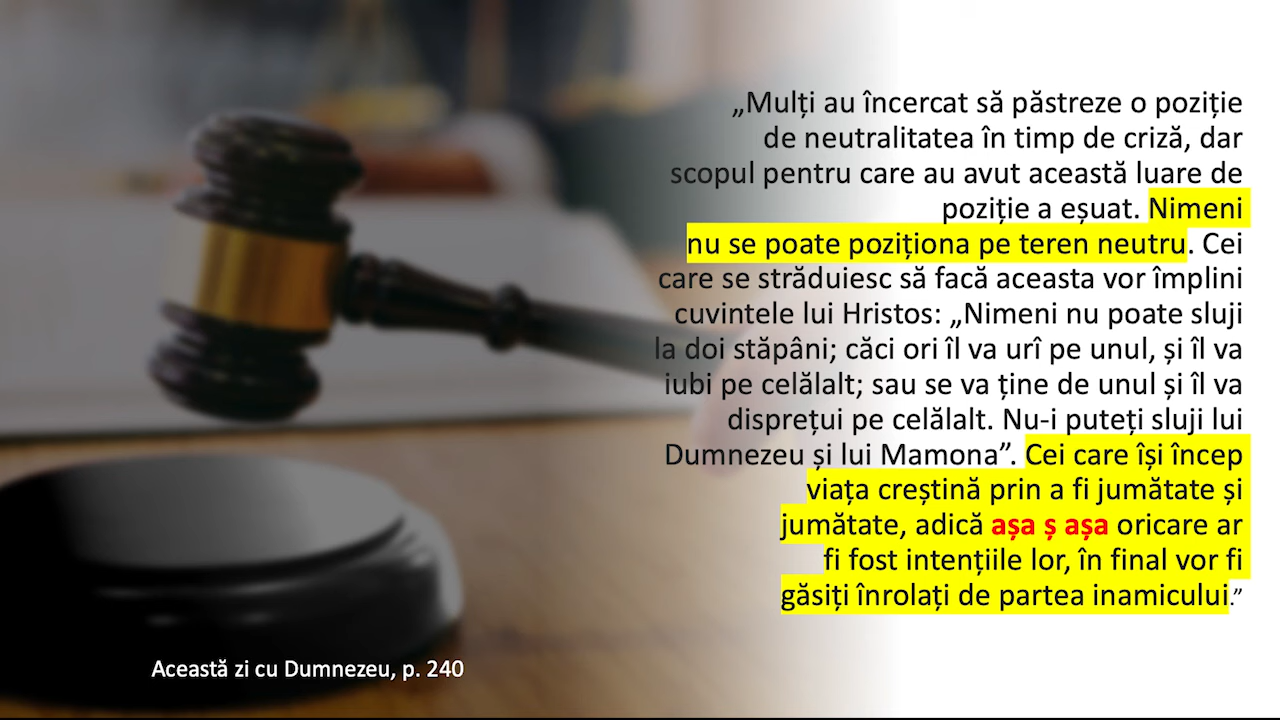 „Mulți au încercat să păstreze o poziție
de neutralitatea în timp de criză, dar
scopul pentru care au avut această luare de
poziție a eșuat. Nimeni
nu se poate poziționa pe teren neutru. Cei
care se străduiesc să facă aceasta vor împlini
cuvintele lui Hristos: „Nimeni nu poate sluji
la doi stăpâni; căci ori îl va urî pe unul, și îl va
iubi pe celălalt; sau se va ține de unul și îl va
disprețui pe celălalt. Nu-i puteți sluji lui
Dumnezeu și lui Mamona”. Cei care își încep
viața creștină prin a fi jumătate și
jumătate, adică așa ș așa oricare ar
fi fost intențiile lor, în final vor fi
găsiți înrolați de partea inamicului.”
Această zi cu Dumnezeu, p. 240